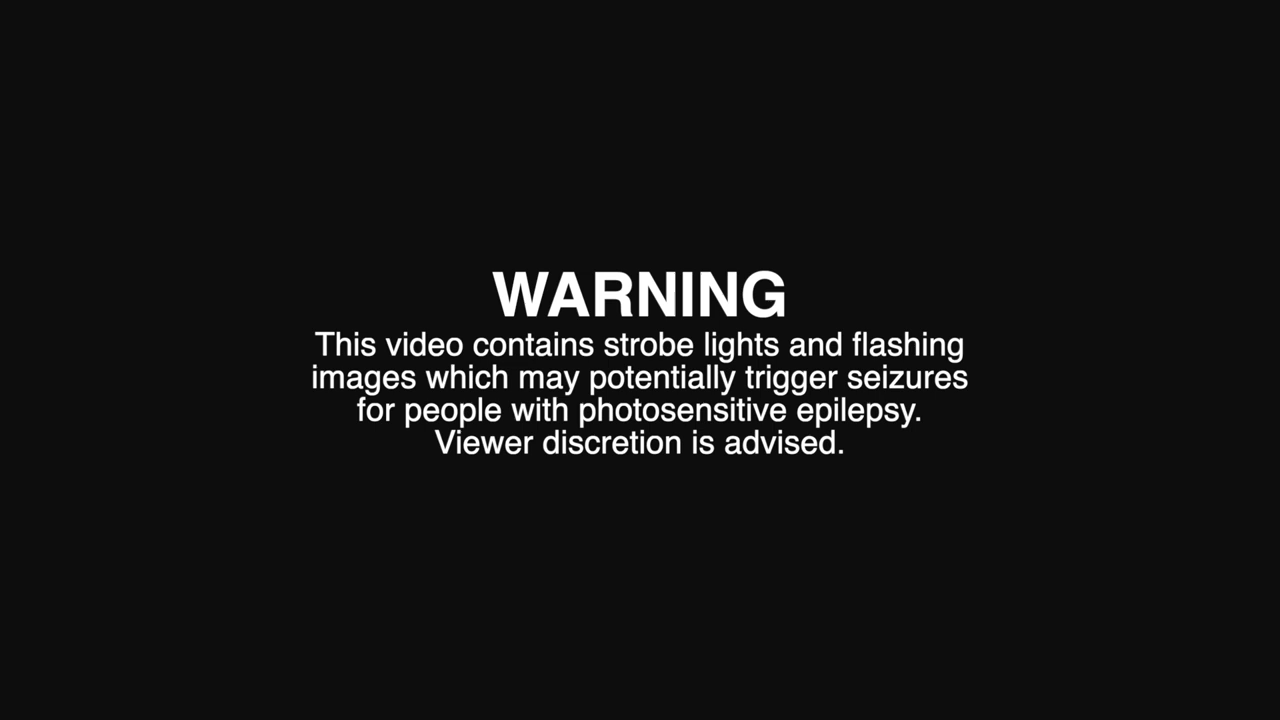 WARNING
This video contains strobe lights and flashing
images which may potentially trigger seizures
for people with photosensitive epilepsy.
Viewer discretion is advised.